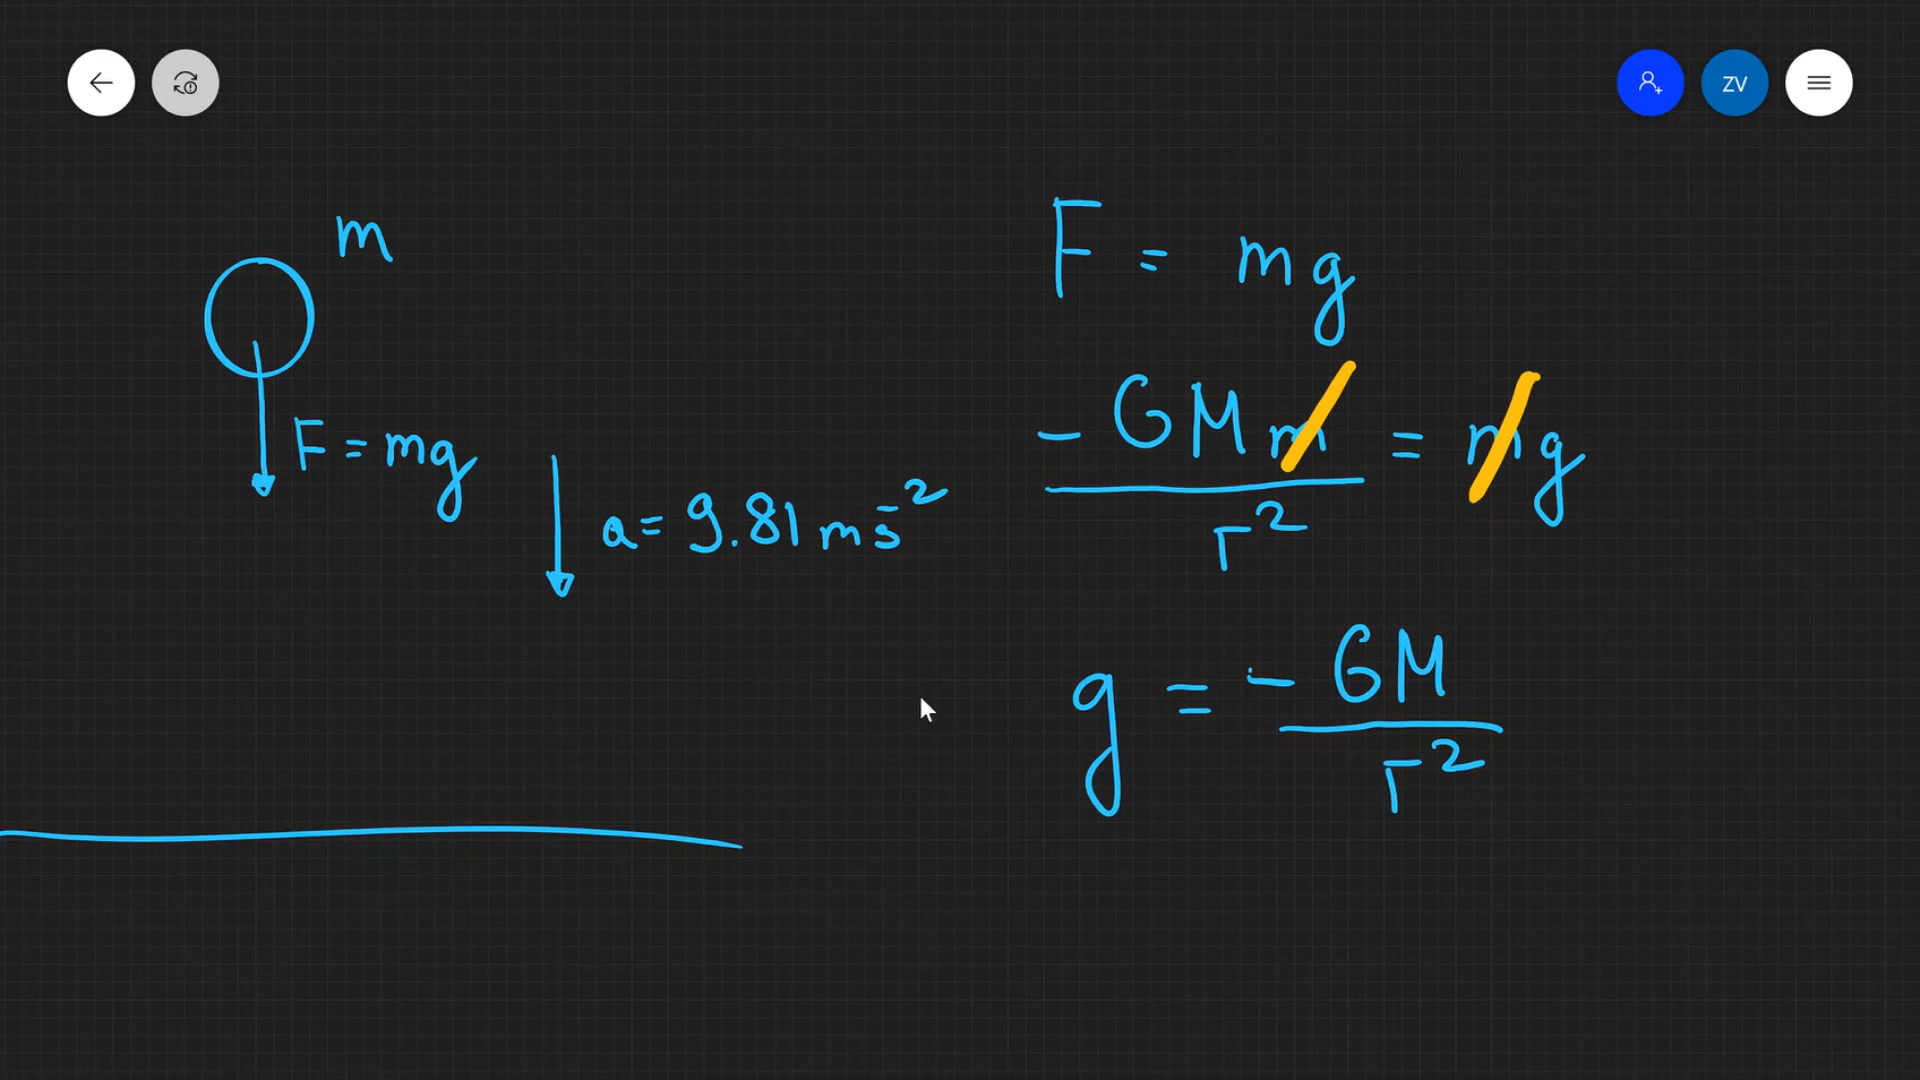 ZV
m
F = mg
a = 9.81 ms⁻²
F = mg
- GMm = mg
r²
g = - GM
r²